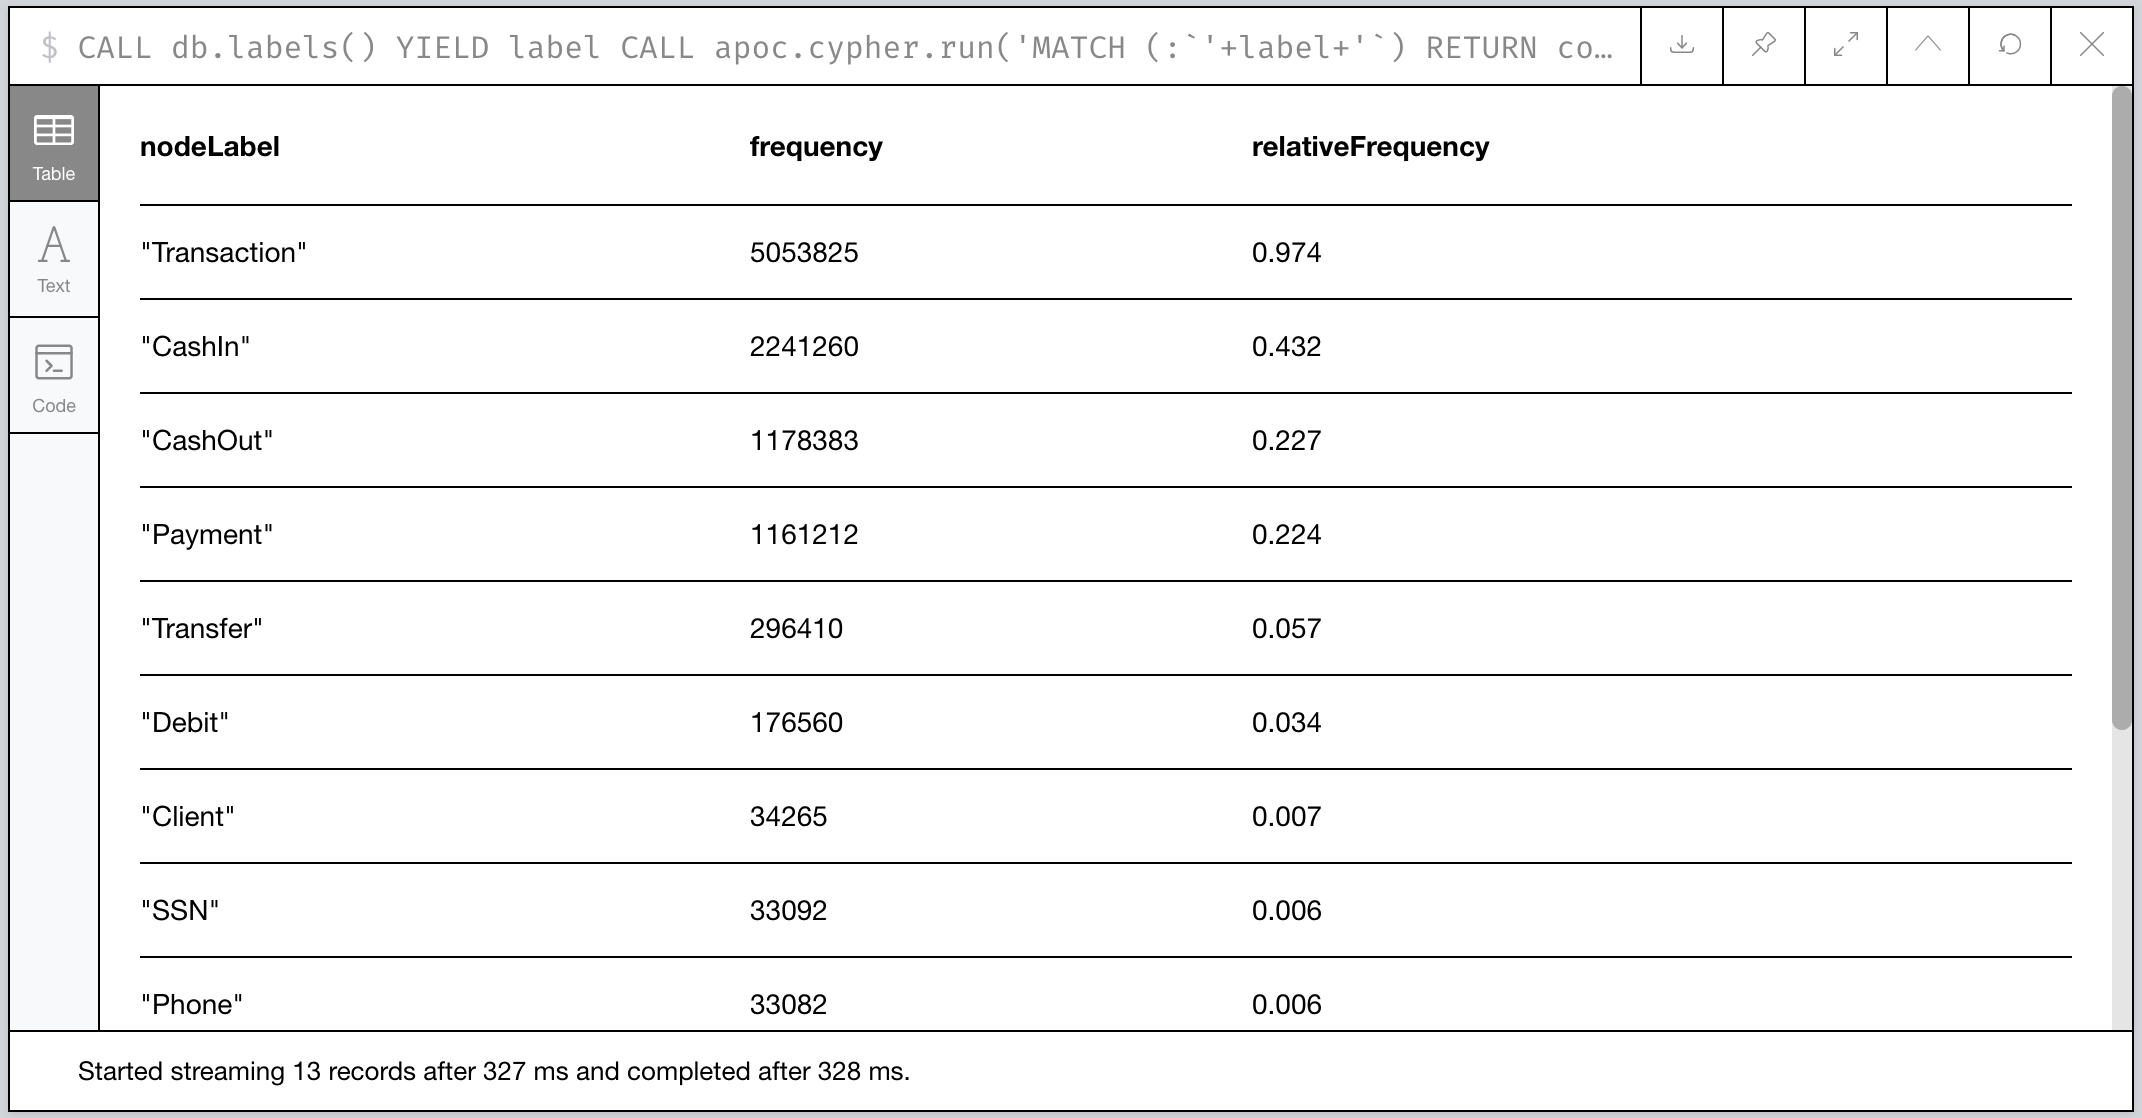 $ CALL db.labels() YIELD label CALL apoc.cypher.run('MATCH (:`'+label+'`) RETURN co…
Table
Text
Code
nodeLabel frequency relativeFrequency
"Transaction" 5053825 0.974
"CashIn" 2241260 0.432
"CashOut" 1178383 0.227
"Payment" 1161212 0.224
"Transfer" 296410 0.057
"Debit" 176560 0.034
"Client" 34265 0.007
"SSN" 33092 0.006
"Phone" 33082 0.006
Started streaming 13 records after 327 ms and completed after 328 ms.